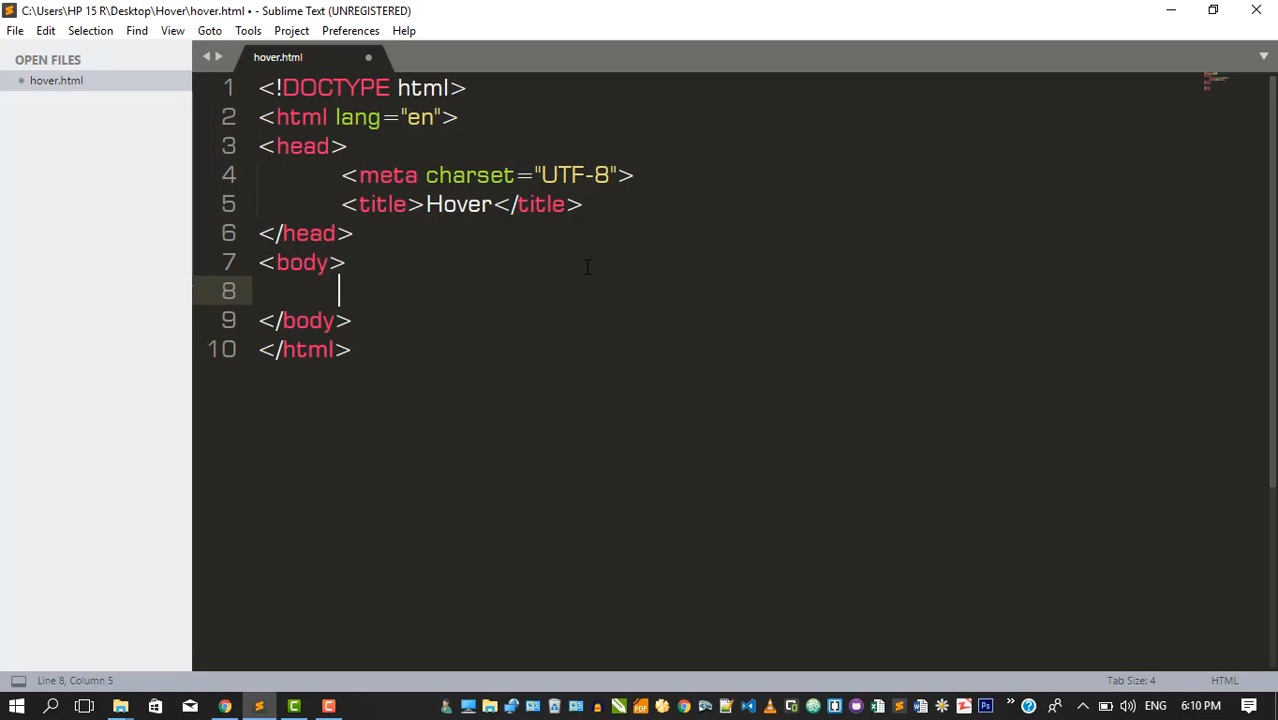 C:\Users\HP 15 R\Desktop\Hover\hover.html • - Sublime Text (UNREGISTERED)
File Edit Selection Find View Goto Tools Project Preferences Help
OPEN FILES
hover.html
hover.html
1 <!DOCTYPE html>
2 <html lang="en">
3 <head>
4 <meta charset="UTF-8">
5 <title>Hover</title>
6 </head>
7 <body>
8
9 </body>
10 </html>
Line 8, Column 5 Tab Size: 4 HTML
ENG 6:10 PM